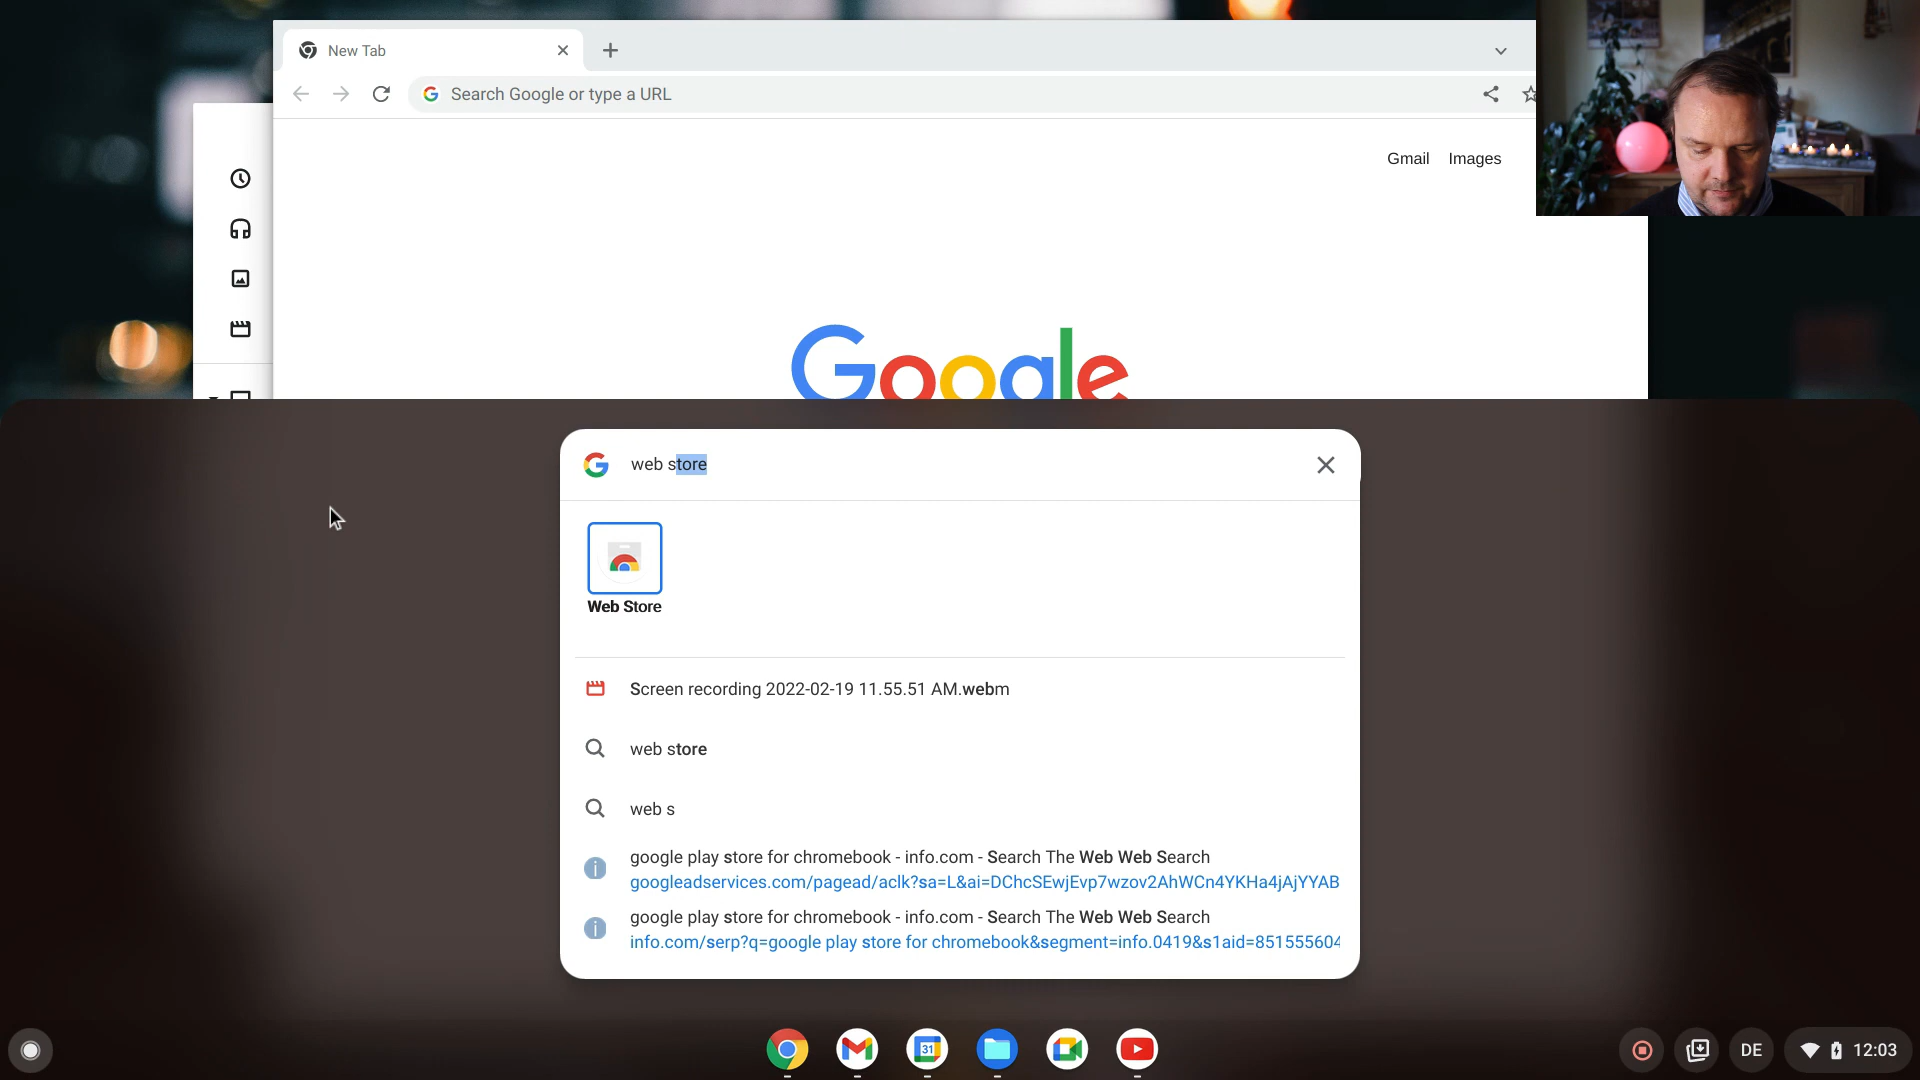 New Tab
Search Google or type a URL
Gmail Images
Google
web store
Web Store
Screen recording 2022-02-19 11.55.51 AM.webm
web store
web s
google play store for chromebook - info.com - Search The Web Web Search
googleadservices.com/pagead/aclk?sa=L&ai=DChcSEwjEvp7wzov2AhWCn4YKHa4jAjYYAB
google play store for chromebook - info.com - Search The Web Web Search
info.com/serp?q=google play store for chromebook&segment=info.0419&s1aid=851555604
31
DE
12:03